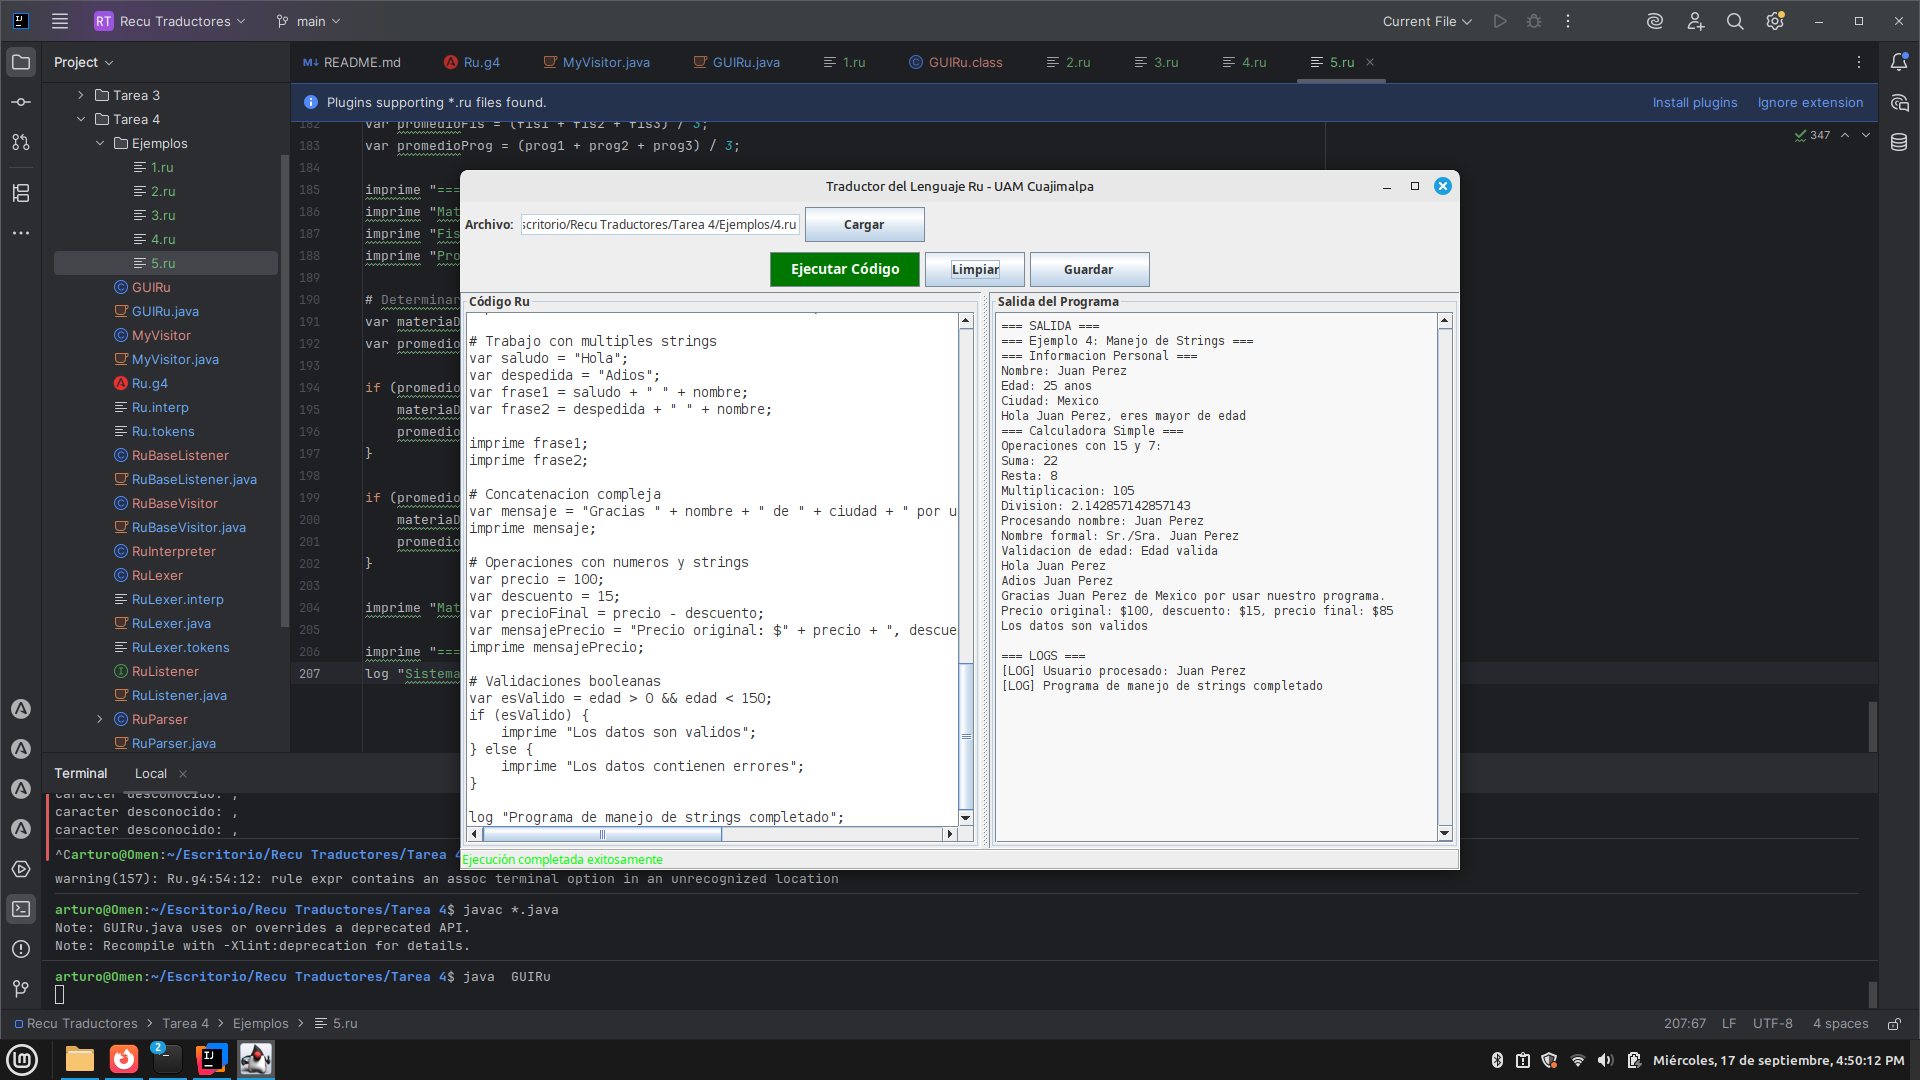 RT Recu Traductores
main
Current File
Project
M↓ README.md
Ru.g4
MyVisitor.java
GUIRu.java
1.ru
GUIRu.class
2.ru
3.ru
4.ru
5.ru
Plugins supporting *.ru files found.
Install plugins
Ignore extension
Tarea 3
Tarea 4
Ejemplos
1.ru
2.ru
3.ru
4.ru
5.ru
GUIRu
GUIRu.java
MyVisitor
MyVisitor.java
Ru.g4
Ru.interp
Ru.tokens
RuBaseListener
RuBaseListener.java
RuBaseVisitor
RuBaseVisitor.java
RuInterpreter
RuLexer
RuLexer.interp
RuLexer.java
RuLexer.tokens
RuListener
RuListener.java
RuParser
RuParser.java
347
182 var promedioFis = (fis1 + fis2 + fis3) / 3;
183 var promedioProg = (prog1 + prog2 + prog3) / 3;
184
185 imprime "===
186 imprime "Mat
187 imprime "Fis
188 imprime "Pro
189
190 # Determinar
191 var materiaD
192 var promedio
193
194 if (promedio
195 materiaD
196 promedio
197 }
198
199 if (promedio
200 materiaD
201 promedio
202 }
203
204 imprime "Mat
205
206 imprime "===
207 log "Sistema
Traductor del Lenguaje Ru - UAM Cuajimalpa
Archivo: scritorio/Recu Traductores/Tarea 4/Ejemplos/4.ru Cargar
Ejecutar Código Limpiar Guardar
Código Ru
# Trabajo con multiples strings
var saludo = "Hola";
var despedida = "Adios";
var frase1 = saludo + " " + nombre;
var frase2 = despedida + " " + nombre;
imprime frase1;
imprime frase2;
# Concatenacion compleja
var mensaje = "Gracias " + nombre + " de " + ciudad + " por u
imprime mensaje;
# Operaciones con numeros y strings
var precio = 100;
var descuento = 15;
var precioFinal = precio - descuento;
var mensajePrecio = "Precio original: $" + precio + ", descue
imprime mensajePrecio;
# Validaciones booleanas
var esValido = edad > 0 && edad < 150;
if (esValido) {
imprime "Los datos son validos";
} else {
imprime "Los datos contienen errores";
}
log "Programa de manejo de strings completado";
Salida del Programa
=== SALIDA ===
=== Ejemplo 4: Manejo de Strings ===
=== Informacion Personal ===
Nombre: Juan Perez
Edad: 25 anos
Ciudad: Mexico
Hola Juan Perez, eres mayor de edad
=== Calculadora Simple ===
Operaciones con 15 y 7:
Suma: 22
Resta: 8
Multiplicacion: 105
Division: 2.142857142857143
Procesando nombre: Juan Perez
Nombre formal: Sr./Sra. Juan Perez
Validacion de edad: Edad valida
Hola Juan Perez
Adios Juan Perez
Gracias Juan Perez de Mexico por usar nuestro programa.
Precio original: $100, descuento: $15, precio final: $85
Los datos son validos
=== LOGS ===
[LOG] Usuario procesado: Juan Perez
[LOG] Programa de manejo de strings completado
Ejecución completada exitosamente
Terminal
Local
caracter desconocido: ,
caracter desconocido: ,
caracter desconocido: ,
^Carturo@Omen:~/Escritorio/Recu Traductores/Tarea 4
warning(157): Ru.g4:54:12: rule expr contains an assoc terminal option in an unrecognized location
arturo@Omen:~/Escritorio/Recu Traductores/Tarea 4$ javac *.java
Note: GUIRu.java uses or overrides a deprecated API.
Note: Recompile with -Xlint:deprecation for details.
arturo@Omen:~/Escritorio/Recu Traductores/Tarea 4$ java  GUIRu
Recu Traductores > Tarea 4 > Ejemplos > 5.ru
207:67 LF UTF-8 4 spaces
2
Miércoles, 17 de septiembre, 4:50:12 PM